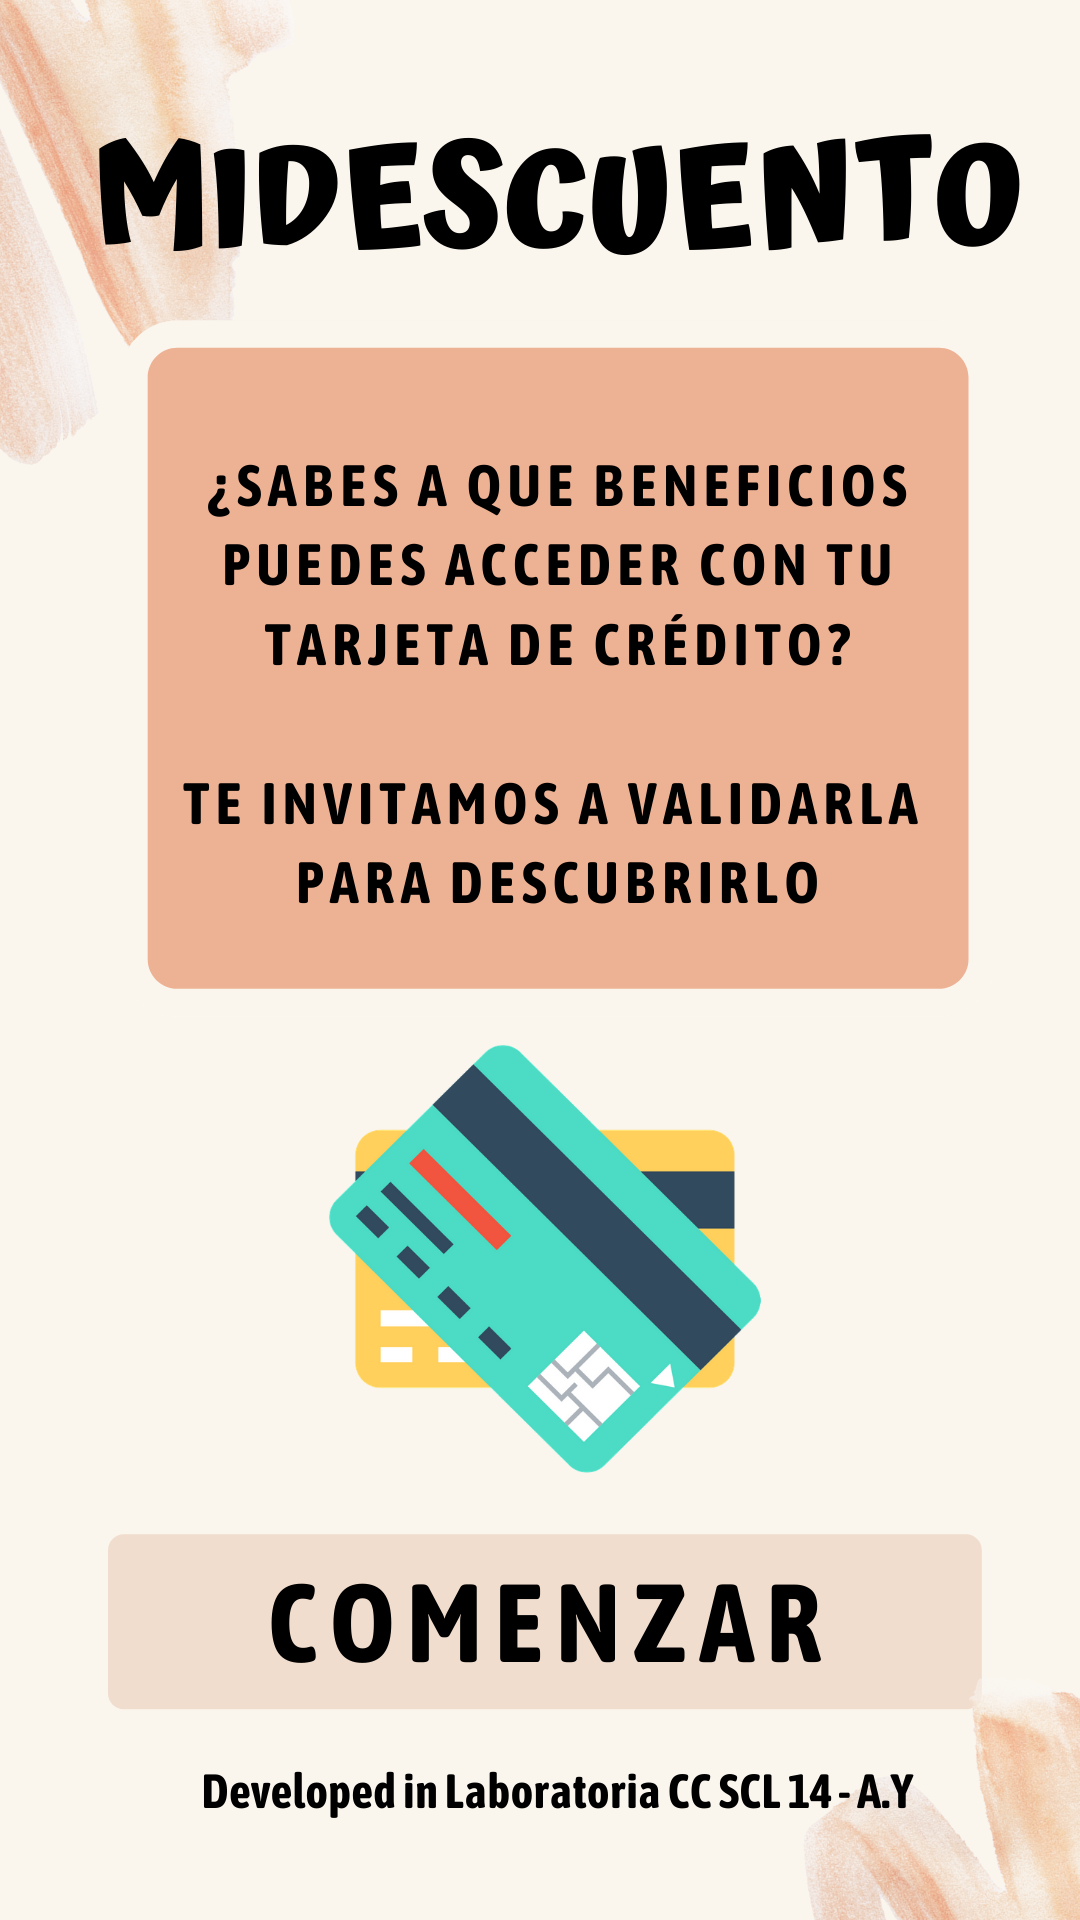 MIDESCUENTO
¿SABES A QUE BENEFICIOS
PUEDES ACCEDER CON TU
TARJETA DE CRÉDITO?
TE INVITAMOS A VALIDARLA
PARA DESCUBRIRLO
COMENZAR
Developed in Laboratoria CC SCL 14 - A.Y